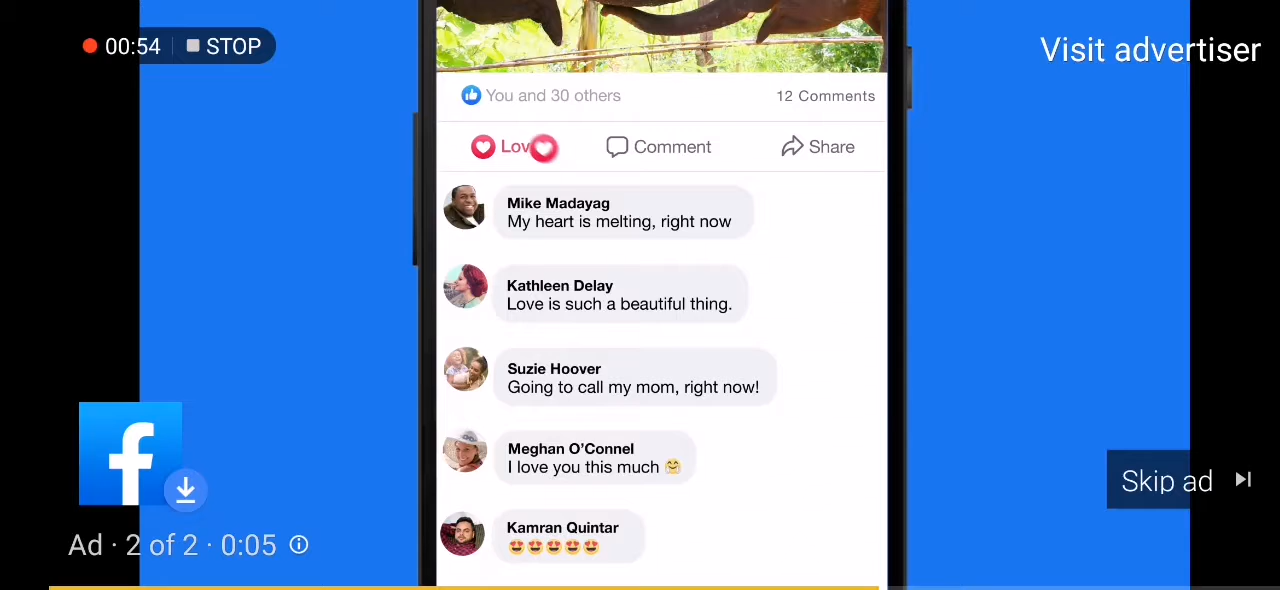 00:54 STOP
Visit advertiser
You and 30 others
12 Comments
Lov
Comment
Share
Mike Madayag
My heart is melting, right now
Kathleen Delay
Love is such a beautiful thing.
Suzie Hoover
Going to call my mom, right now!
Meghan O’Connel
I love you this much 🤗
Kamran Quintar
😍😍😍😍😍
f
Skip ad
Ad · 2 of 2 · 0:05